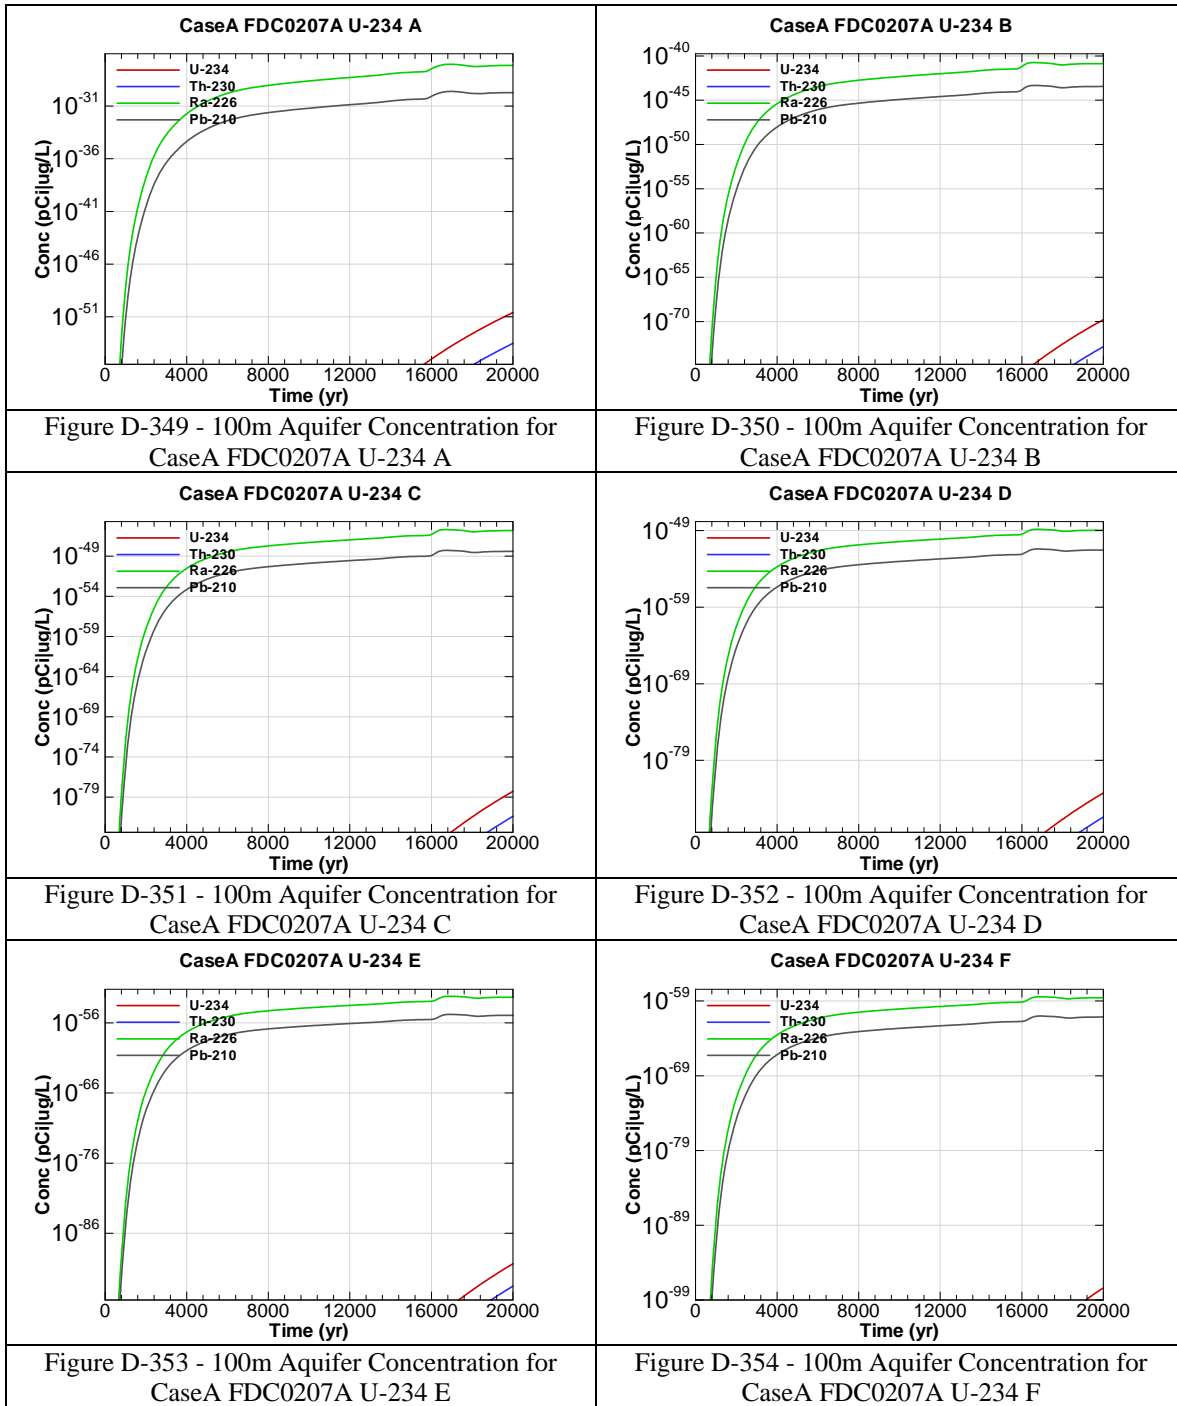 CaseA FDC0207A U-234 A
U-234
Th-230
Ra-226
Pb-210
10-31
10-36
10-41
10-46
10-51
Conc (pCi|ug/L)
0 4000 8000 12000 16000 20000
Time (yr)
Figure D-349 - 100m Aquifer Concentration for
CaseA FDC0207A U-234 A
CaseA FDC0207A U-234 B
U-234
Th-230
Ra-226
Pb-210
10-40
10-45
10-50
10-55
10-60
10-65
10-70
Conc (pCi|ug/L)
0 4000 8000 12000 16000 20000
Time (yr)
Figure D-350 - 100m Aquifer Concentration for
CaseA FDC0207A U-234 B
CaseA FDC0207A U-234 C
U-234
Th-230
Ra-226
Pb-210
10-49
10-54
10-59
10-64
10-69
10-74
10-79
Conc (pCi|ug/L)
0 4000 8000 12000 16000 20000
Time (yr)
Figure D-351 - 100m Aquifer Concentration for
CaseA FDC0207A U-234 C
CaseA FDC0207A U-234 D
U-234
Th-230
Ra-226
Pb-210
10-49
10-59
10-69
10-79
Conc (pCi|ug/L)
0 4000 8000 12000 16000 20000
Time (yr)
Figure D-352 - 100m Aquifer Concentration for
CaseA FDC0207A U-234 D
CaseA FDC0207A U-234 E
U-234
Th-230
Ra-226
Pb-210
10-56
10-66
10-76
10-86
Conc (pCi|ug/L)
0 4000 8000 12000 16000 20000
Time (yr)
Figure D-353 - 100m Aquifer Concentration for
CaseA FDC0207A U-234 E
CaseA FDC0207A U-234 F
U-234
Th-230
Ra-226
Pb-210
10-59
10-69
10-79
10-89
10-99
Conc (pCi|ug/L)
0 4000 8000 12000 16000 20000
Time (yr)
Figure D-354 - 100m Aquifer Concentration for
CaseA FDC0207A U-234 F